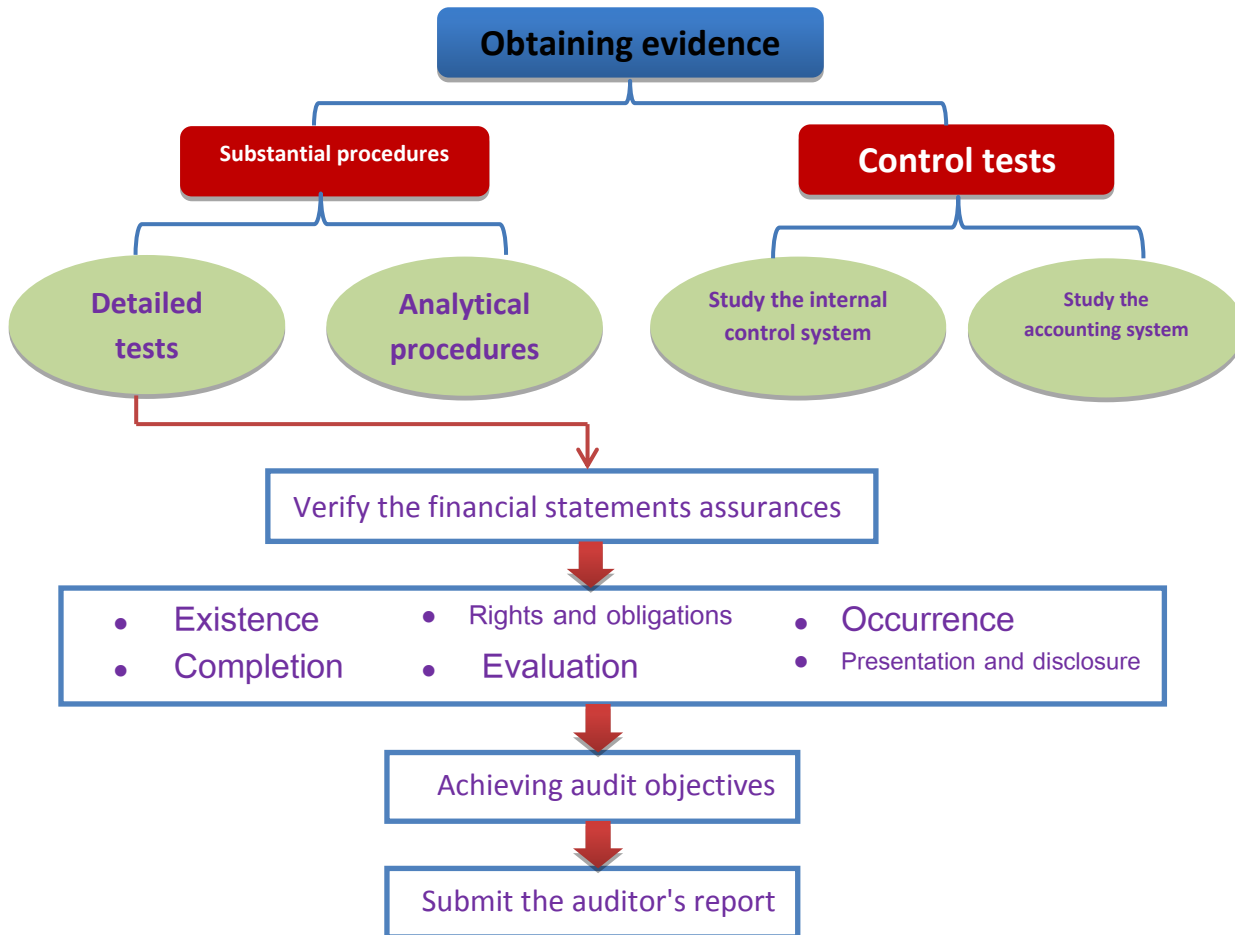 Obtaining evidence
Substantial procedures
Control tests
Detailed
tests
Analytical
procedures
Study the internal
control system
Study the
accounting system
Verify the financial statements assurances
• Existence
• Completion
• Rights and obligations
• Evaluation
• Occurrence
• Presentation and disclosure
Achieving audit objectives
Submit the auditor's report